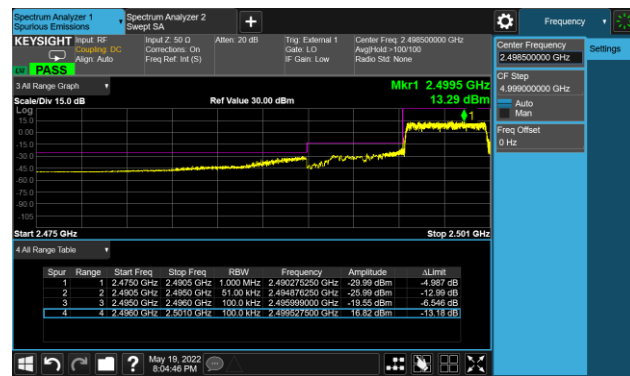 Spectrum Analyzer 1
Spurious Emissions
Spectrum Analyzer 2
Swept SA
Frequency
KEYSIGHT
Input: RF
Coupling: DC
Align: Auto
Input Z: 50 Ω
Corrections: On
Freq Ref: Int (S)
Atten: 20 dB
Trig: External 1
Gate: LO
IF Gain: Low
Center Freq: 2.498500000 GHz
Avg|Hold:>100/100
Radio Std: None
PASS
Center Frequency
2.498500000 GHz
Settings
CF Step
4.999000000 GHz
Auto
Man
Freq Offset
0 Hz
3 All Range Graph
Mkr1 2.4995 GHz
Scale/Div 15.0 dB
Ref Value 30.00 dBm
13.29 dBm
Log
15.0
0.00
-15.0
-30.0
-45.0
-60.0
-75.0
-90.0
-105
1
Start 2.475 GHz
Stop 2.501 GHz
4 All Range Table
Spur Range Start Freq Stop Freq RBW Frequency Amplitude ΔLimit
1 1 2.4750 GHz 2.4905 GHz 1.000 MHz 2.490275250 GHz -29.99 dBm -4.987 dB
2 2 2.4905 GHz 2.4950 GHz 51.00 kHz 2.494876250 GHz -25.99 dBm -12.99 dB
3 3 2.4950 GHz 2.4960 GHz 100.0 kHz 2.495999000 GHz -19.55 dBm -6.546 dB
4 4 2.4960 GHz 2.5010 GHz 100.0 kHz 2.499527500 GHz 16.82 dBm -13.18 dB
?
May 19, 2022
8:04:46 PM